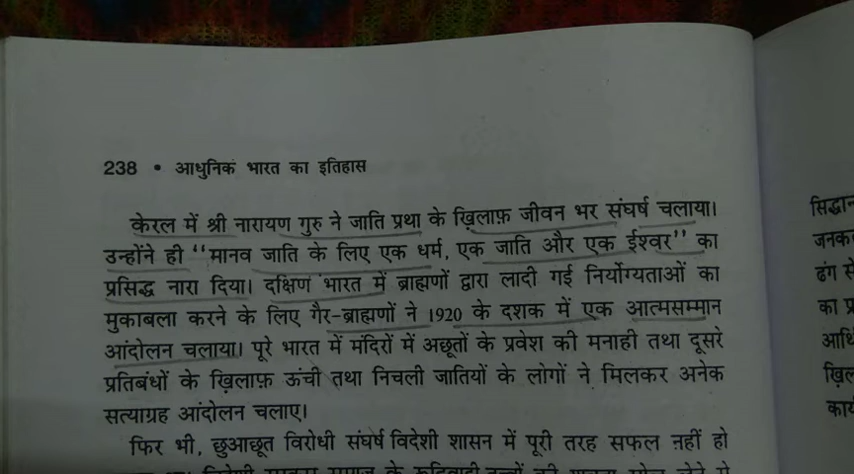 238 • आधुनिक भारत का इतिहास
केरल में श्री नारायण गुरु ने जाति प्रथा के ख़िलाफ़ जीवन भर संघर्ष चलाया।
उन्होंने ही “मानव जाति के लिए एक धर्म, एक जाति और एक ईश्वर” का
प्रसिद्ध नारा दिया। दक्षिण भारत में ब्राह्मणों द्वारा लादी गई निर्योग्यताओं का
मुकाबला करने के लिए गैर-ब्राह्मणों ने 1920 के दशक में एक आत्मसम्मान
आंदोलन चलाया। पूरे भारत में मंदिरों में अछूतों के प्रवेश की मनाही तथा दूसरे
प्रतिबंधों के ख़िलाफ़ ऊंची तथा निचली जातियों के लोगों ने मिलकर अनेक
सत्याग्रह आंदोलन चलाए।
फिर भी, छुआछूत विरोधी संघर्ष विदेशी शासन में पूरी तरह सफल नहीं हो
ढंग से